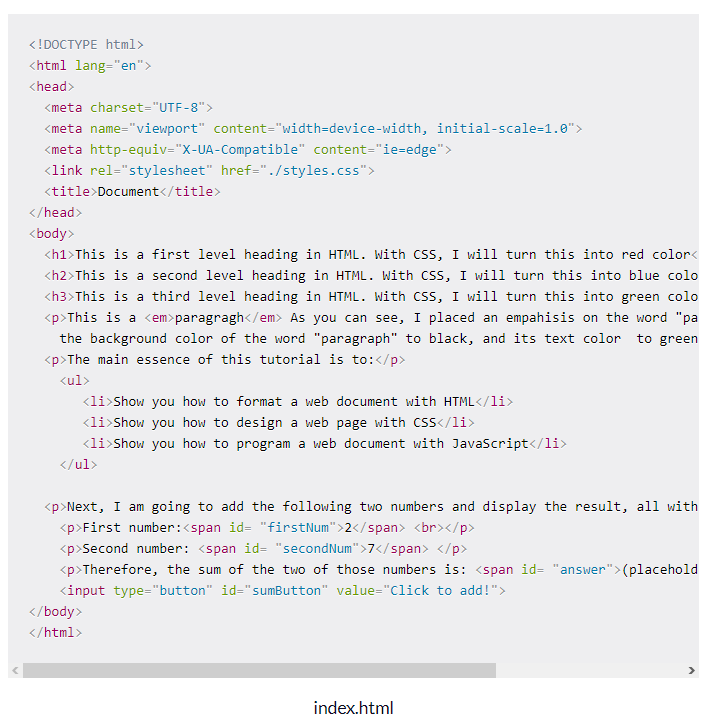 <!DOCTYPE html>
<html lang="en">
<head>
<meta charset="UTF-8">
<meta name="viewport" content="width=device-width, initial-scale=1.0">
<meta http-equiv="X-UA-Compatible" content="ie=edge">
<link rel="stylesheet" href="./styles.css">
<title>Document</title>
</head>
<body>
<h1>This is a first level heading in HTML. With CSS, I will turn this into red color<
<h2>This is a second level heading in HTML. With CSS, I will turn this into blue colo
<h3>This is a third level heading in HTML. With CSS, I will turn this into green colo
<p>This is a <em>paragragh</em> As you can see, I placed an empahisis on the word "pa
the background color of the word "paragraph" to black, and its text color  to green
<p>The main essence of this tutorial is to:</p>
<ul>
<li>Show you how to format a web document with HTML</li>
<li>Show you how to design a web page with CSS</li>
<li>Show you how to program a web document with JavaScript</li>
</ul>
<p>Next, I am going to add the following two numbers and display the result, all with
<p>First number:<span id= "firstNum">2</span> <br></p>
<p>Second number: <span id= "secondNum">7</span> </p>
<p>Therefore, the sum of the two of those numbers is: <span id= "answer">(placehold
<input type="button" id="sumButton" value="Click to add!">
</body>
</html>
index.html